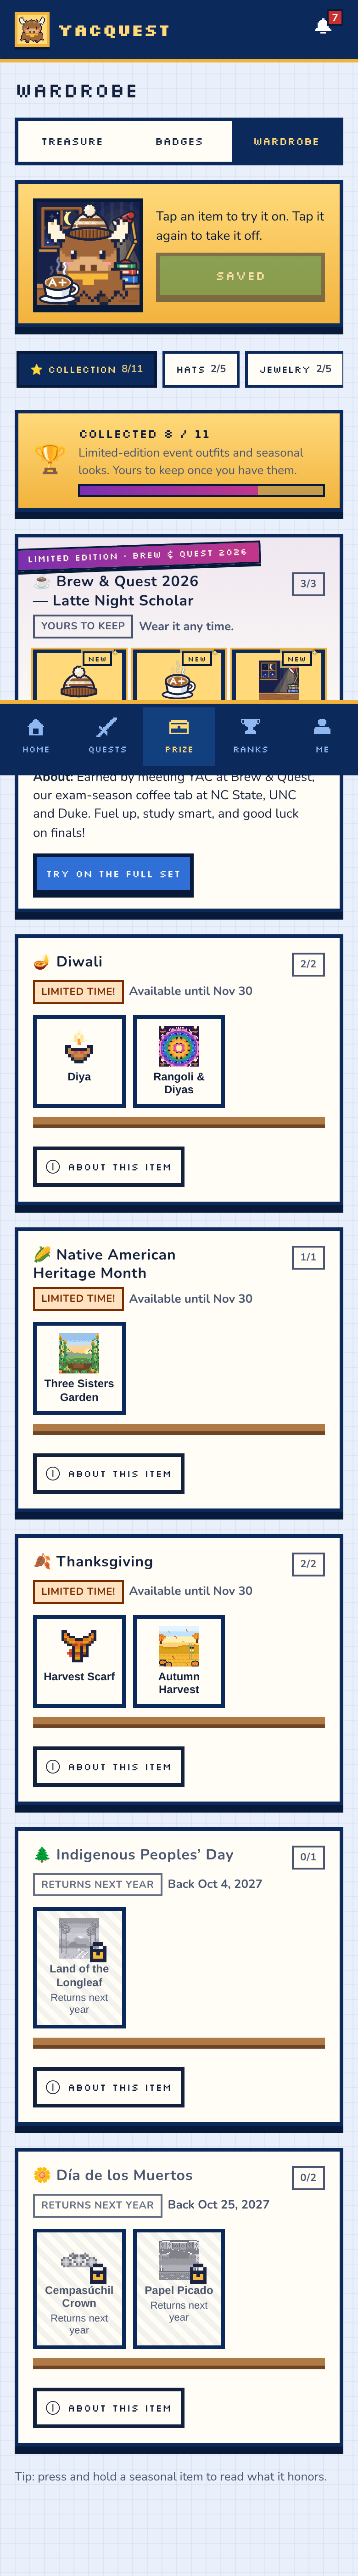 YACQUEST
7
WARDROBE
TREASURE
BADGES
WARDROBE
A+
Tap an item to try it on. Tap it
again to take it off.
SAVED
COLLECTION 8/11
HATS 2/5
JEWELRY 2/5
COLLECTED 8 / 11
Limited-edition event outfits and seasonal
looks. Yours to keep once you have them.
LIMITED EDITION · BREW & QUEST 2026
☕ Brew & Quest 2026
— Latte Night Scholar
3/3
YOURS TO KEEP Wear it any time.
NEW
NEW
A+
NEW
HOME
QUESTS
PRIZE
RANKS
ME
About: Earned by meeting YAC at Brew & Quest,
our exam-season coffee tab at NC State, UNC
and Duke. Fuel up, study smart, and good luck
on finals!
TRY ON THE FULL SET
🪔 Diwali
2/2
LIMITED TIME! Available until Nov 30
Diya
Rangoli &
Diyas
ⓘ ABOUT THIS ITEM
🌽 Native American
Heritage Month
1/1
LIMITED TIME! Available until Nov 30
Three Sisters
Garden
ⓘ ABOUT THIS ITEM
🍂 Thanksgiving
2/2
LIMITED TIME! Available until Nov 30
Harvest Scarf
Autumn
Harvest
ⓘ ABOUT THIS ITEM
🌲 Indigenous Peoples’ Day
0/1
RETURNS NEXT YEAR Back Oct 4, 2027
Land of the
Longleaf
Returns next
year
ⓘ ABOUT THIS ITEM
🌼 Día de los Muertos
0/2
RETURNS NEXT YEAR Back Oct 25, 2027
Cempasúchil
Crown
Returns next
year
Papel Picado
Returns next
year
ⓘ ABOUT THIS ITEM
Tip: press and hold a seasonal item to read what it honors.